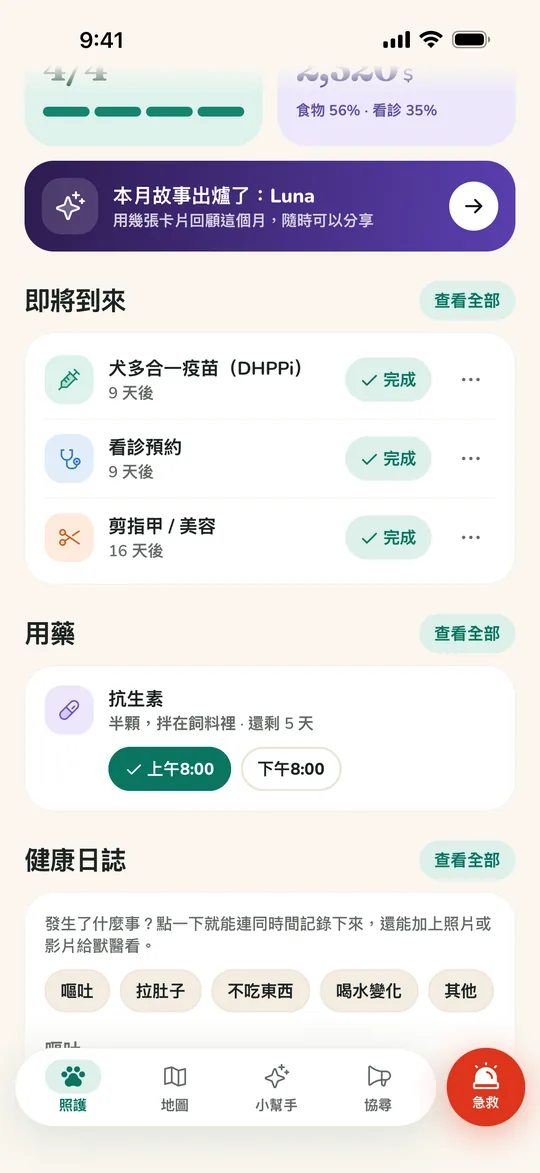 9:41
4/4
2,320 $
食物 56% · 看診 35%
本月故事出爐了：Luna
用幾張卡片回顧這個月，隨時可以分享
即將到來
查看全部
犬多合一疫苗（DHPPi）
9 天後
完成
看診預約
9 天後
完成
剪指甲 / 美容
16 天後
完成
用藥
查看全部
抗生素
半顆，拌在飼料裡 · 還剩 5 天
上午8:00
下午8:00
健康日誌
查看全部
發生了什麼事？點一下就能連同時間記錄下來，還能加上照片或
影片給獸醫看。
嘔吐
拉肚子
不吃東西
喝水變化
其他
嘔吐
照護
地圖
小幫手
協尋
急救